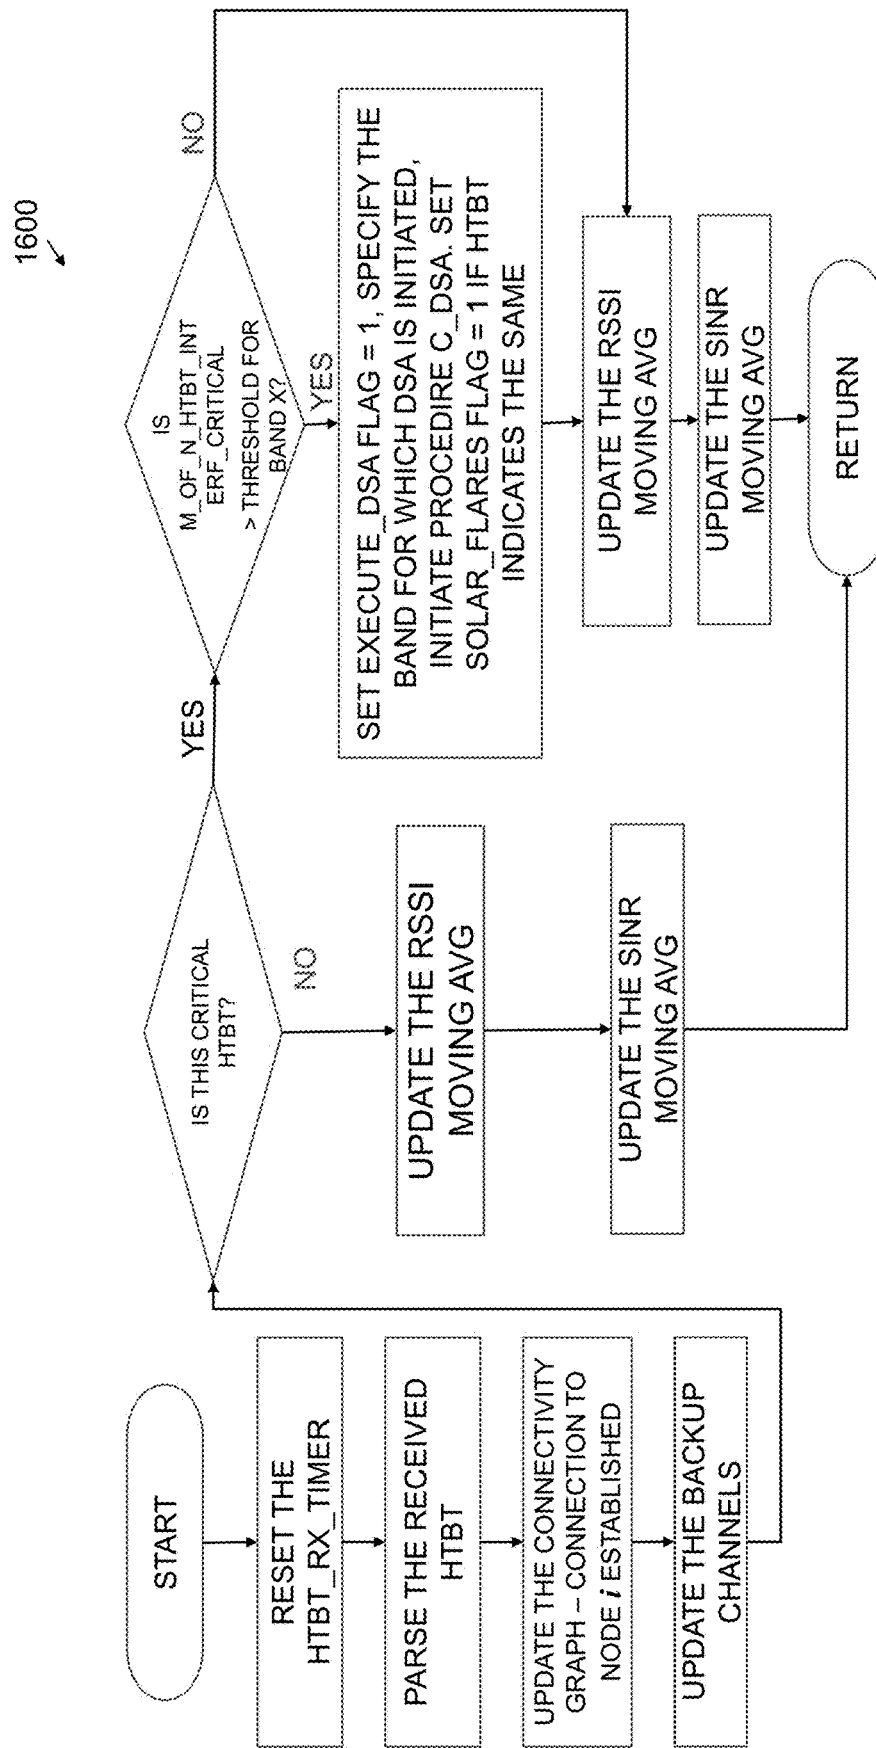 1600
START
RESET THE
HTBT_RX_TIMER
PARSE THE RECEIVED
HTBT
UPDATE THE CONNECTIVITY
GRAPH – CONNECTION TO
NODE i ESTABLISHED
UPDATE THE BACKUP
CHANNELS
IS THIS CRITICAL
HTBT?
NO
YES
UPDATE THE RSSI
MOVING AVG
UPDATE THE SINR
MOVING AVG
IS
M_OF_N_HTBT_INT
ERF_CRITICAL
> THRESHOLD FOR
BAND X?
YES
NO
SET EXECUTE_DSA FLAG = 1, SPECIFY THE
BAND FOR WHICH DSA IS INITIATED,
INITIATE PROCEDIRE C_DSA. SET
SOLAR_FLARES FLAG = 1 IF HTBT
INDICATES THE SAME
UPDATE THE RSSI
MOVING AVG
UPDATE THE SINR
MOVING AVG
RETURN